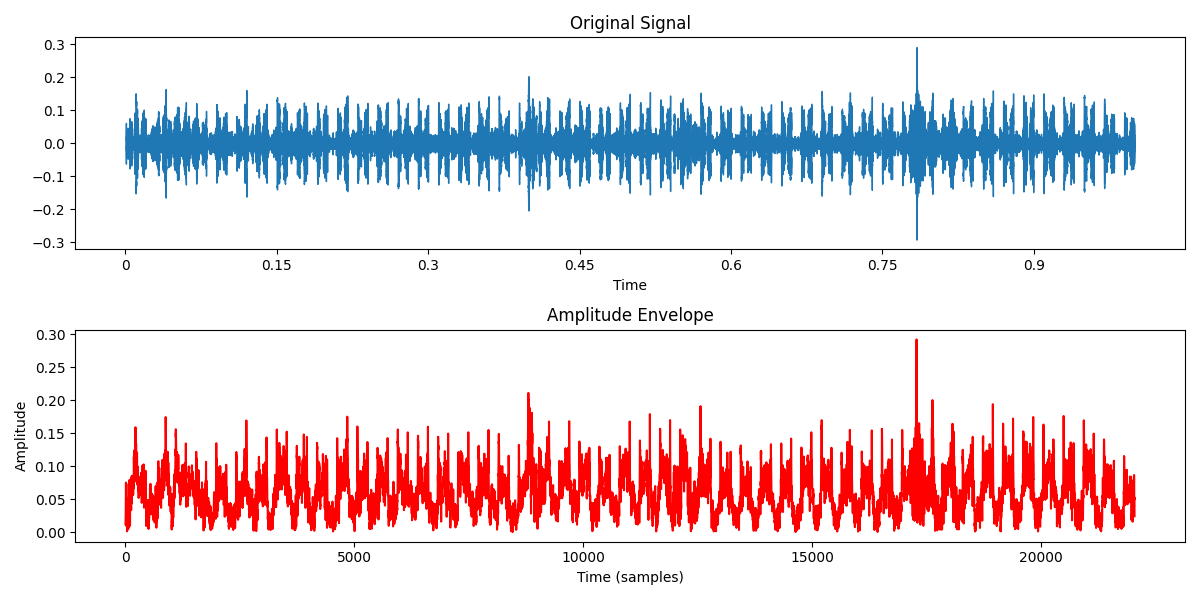 Original Signal
0.3
0.2
0.1
0.0
−0.1
−0.2
−0.3
0 0.15 0.3 0.45 0.6 0.75 0.9
Time
Amplitude Envelope
Amplitude
0.30
0.25
0.20
0.15
0.10
0.05
0.00
0 5000 10000 15000 20000
Time (samples)